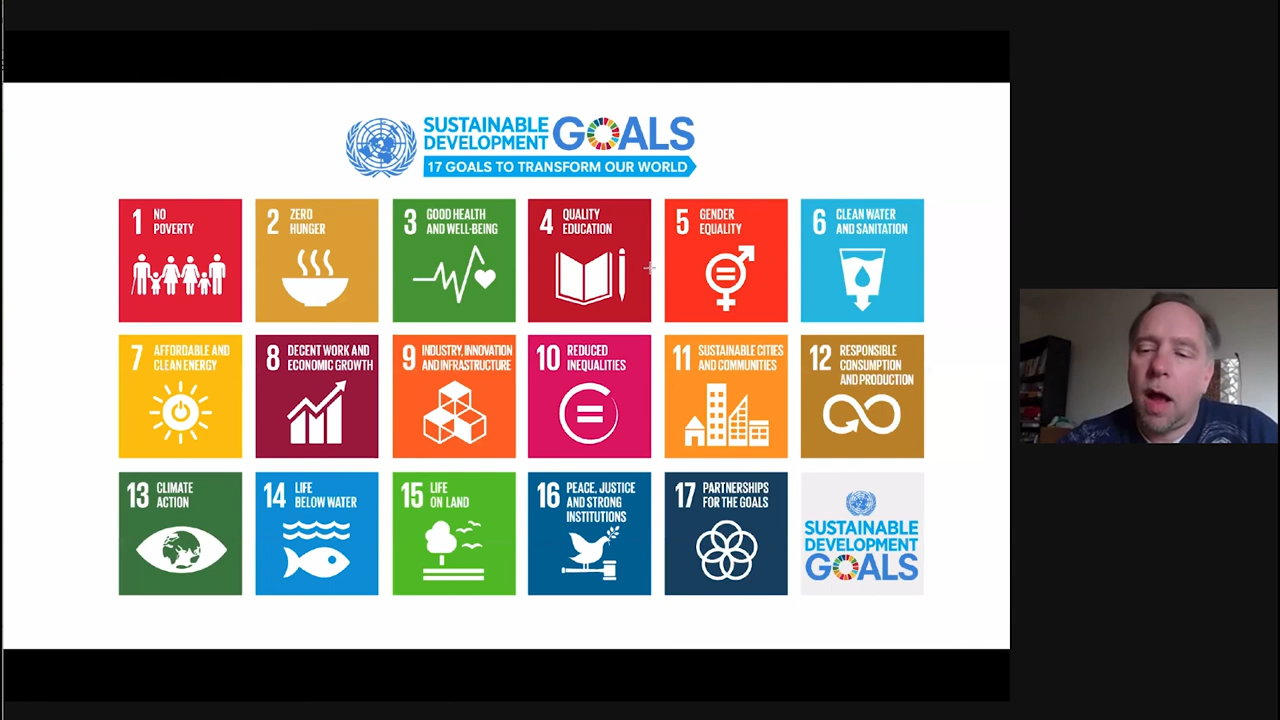 SUSTAINABLE
DEVELOPMENT
GOALS
17 GOALS TO TRANSFORM OUR WORLD
1 NO
POVERTY
2 ZERO
HUNGER
3 GOOD HEALTH
AND WELL-BEING
4 QUALITY
EDUCATION
5 GENDER
EQUALITY
6 CLEAN WATER
AND SANITATION
7 AFFORDABLE AND
CLEAN ENERGY
8 DECENT WORK AND
ECONOMIC GROWTH
9 INDUSTRY, INNOVATION
AND INFRASTRUCTURE
10 REDUCED
INEQUALITIES
11 SUSTAINABLE CITIES
AND COMMUNITIES
12 RESPONSIBLE
CONSUMPTION
AND PRODUCTION
13 CLIMATE
ACTION
14 LIFE
BELOW WATER
15 LIFE
ON LAND
16 PEACE, JUSTICE
AND STRONG
INSTITUTIONS
17 PARTNERSHIPS
FOR THE GOALS
SUSTAINABLE
DEVELOPMENT
GOALS